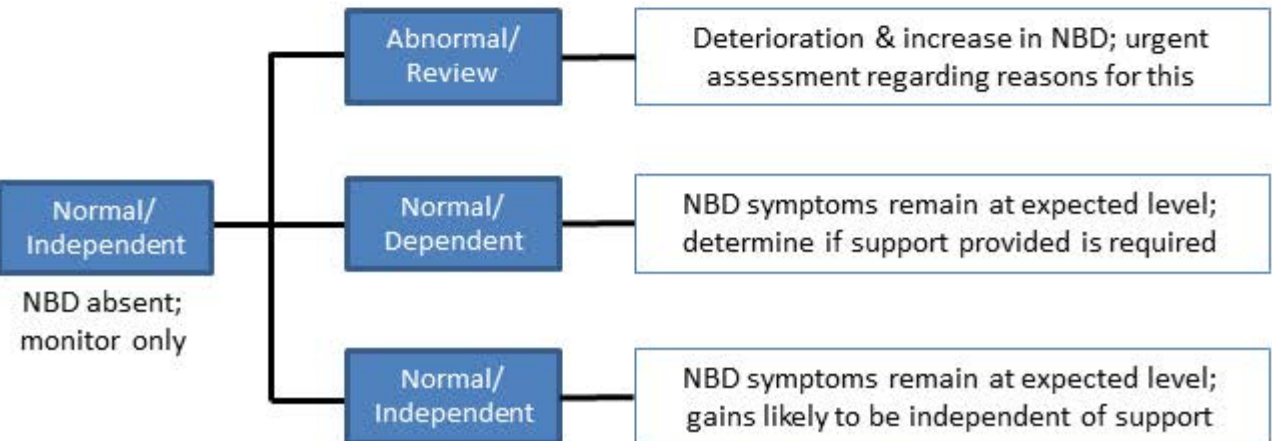 Abnormal/
Review
Deterioration & increase in NBD; urgent
assessment regarding reasons for this
Normal/
Independent
NBD absent;
monitor only
Normal/
Dependent
NBD symptoms remain at expected level;
determine if support provided is required
Normal/
Independent
NBD symptoms remain at expected level;
gains likely to be independent of support